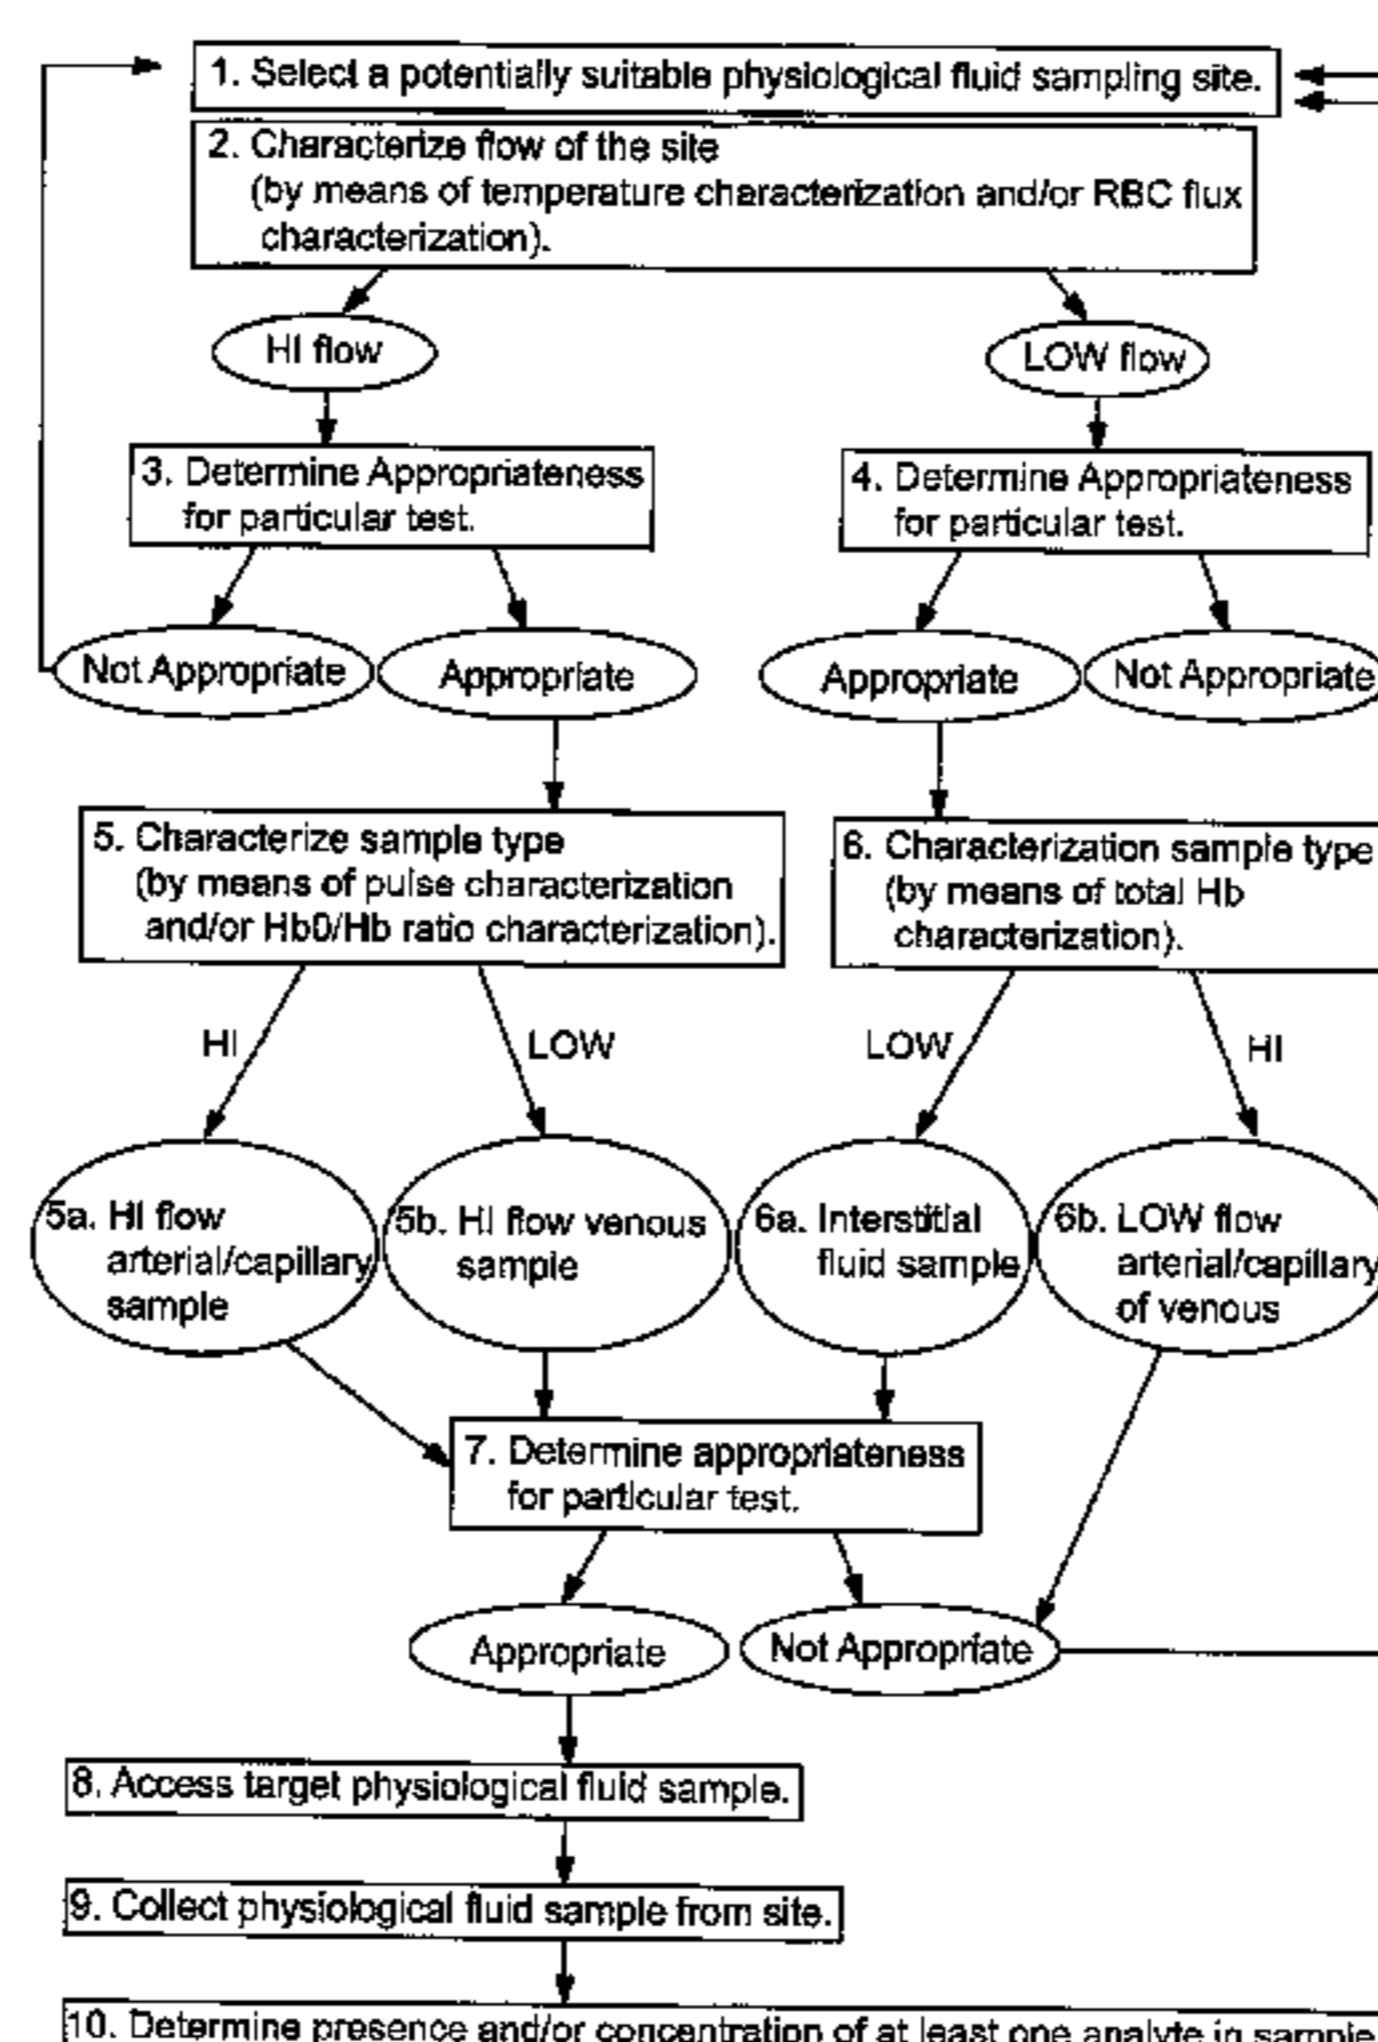 1. Select a potentially suitable physiological fluid sampling site.
2. Characterize flow of the site
(by means of temperature characterization and/or RBC flux
characterization).
HI flow
LOW flow
3. Determine Appropriateness
for particular test.
4. Determine Appropriateness
for particular test.
Not Appropriate
Appropriate
Appropriate
Not Appropriate
5. Characterize sample type
(by means of pulse characterization
and/or Hb0/Hb ratio characterization).
6. Characterization sample type
(by means of total Hb
characterization).
HI
LOW
LOW
HI
5a. HI flow
arterial/capillary
sample
5b. HI flow venous
sample
6a. Interstitial
fluid sample
6b. LOW flow
arterial/capillary
of venous
7. Determine appropriateness
for particular test.
Appropriate
Not Appropriate
8. Access target physiological fluid sample.
9. Collect physiological fluid sample from site.
10. Determine presence and/or concentration of at least one analyte in sample